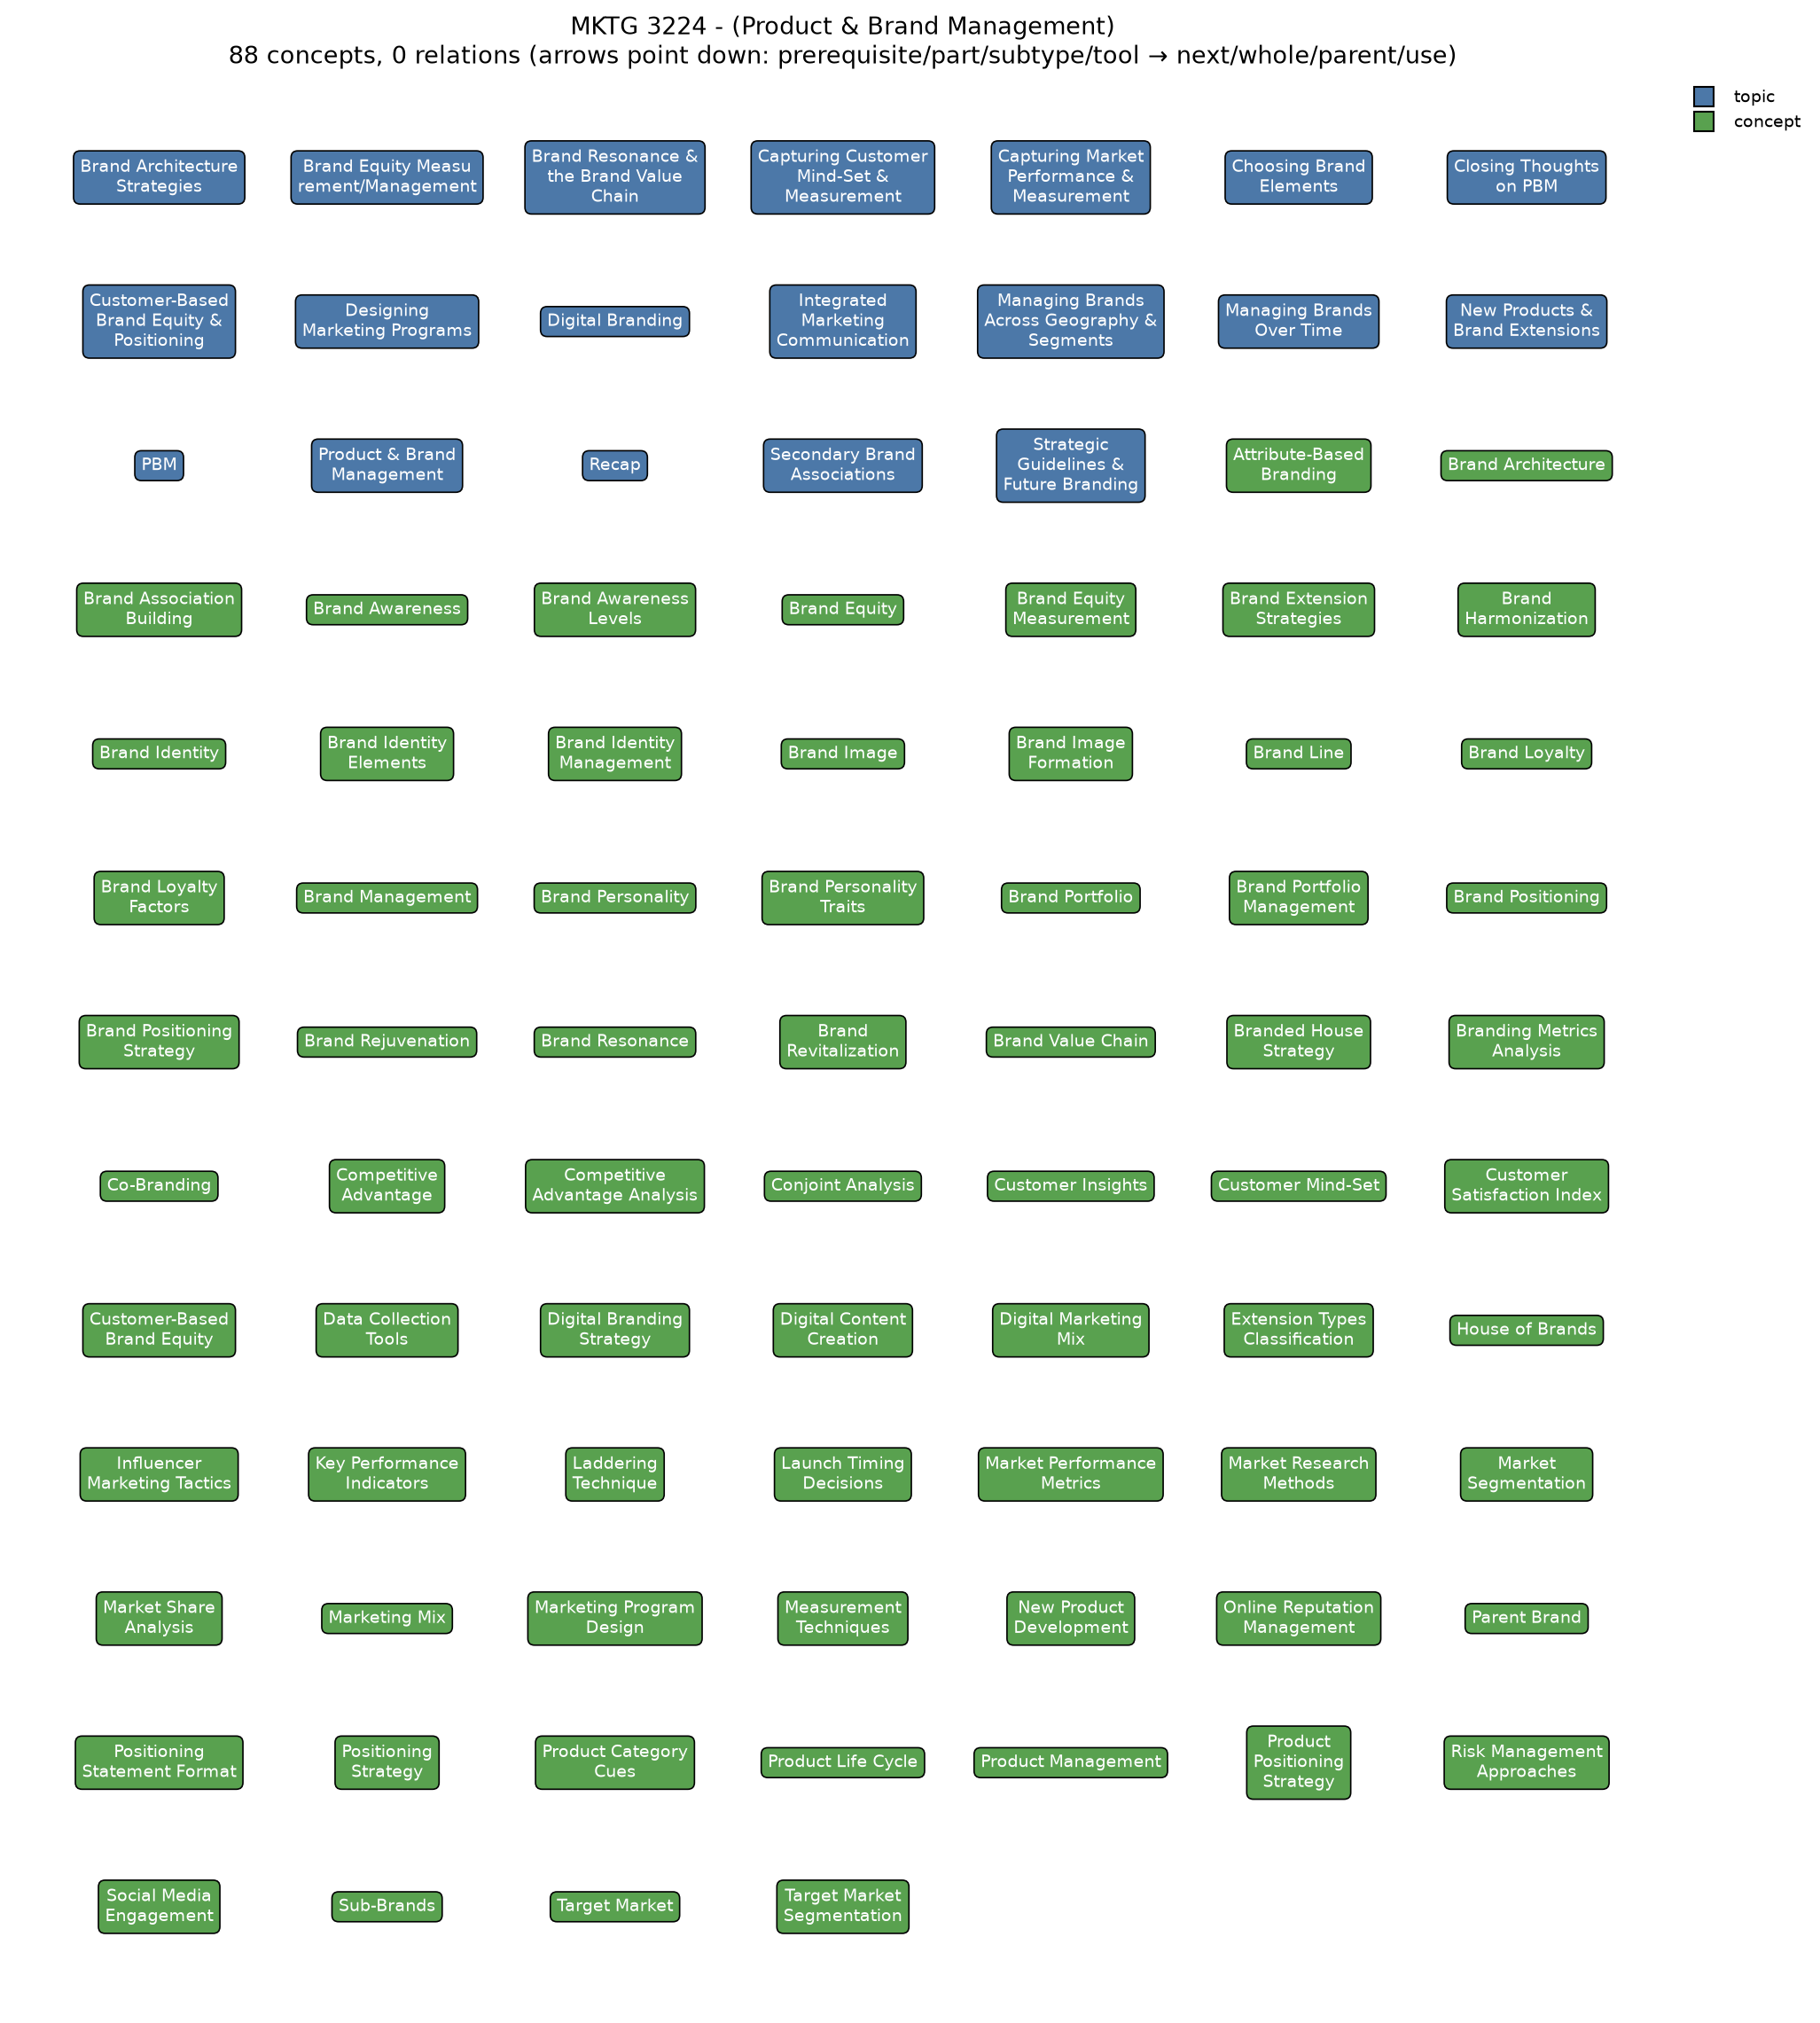 MKTG 3224 - (Product & Brand Management)
88 concepts, 0 relations (arrows point down: prerequisite/part/subtype/tool → next/whole/parent/use)
topic
concept
Brand Architecture
Strategies
Brand Equity Measu
rement/Management
Brand Resonance &
the Brand Value
Chain
Capturing Customer
Mind-Set &
Measurement
Capturing Market
Performance &
Measurement
Choosing Brand
Elements
Closing Thoughts
on PBM
Customer-Based
Brand Equity &
Positioning
Designing
Marketing Programs
Digital Branding
Integrated
Marketing
Communication
Managing Brands
Across Geography &
Segments
Managing Brands
Over Time
New Products &
Brand Extensions
PBM
Product & Brand
Management
Recap
Secondary Brand
Associations
Strategic
Guidelines &
Future Branding
Attribute-Based
Branding
Brand Architecture
Brand Association
Building
Brand Awareness
Brand Awareness
Levels
Brand Equity
Brand Equity
Measurement
Brand Extension
Strategies
Brand
Harmonization
Brand Identity
Brand Identity
Elements
Brand Identity
Management
Brand Image
Brand Image
Formation
Brand Line
Brand Loyalty
Brand Loyalty
Factors
Brand Management
Brand Personality
Brand Personality
Traits
Brand Portfolio
Brand Portfolio
Management
Brand Positioning
Brand Positioning
Strategy
Brand Rejuvenation
Brand Resonance
Brand
Revitalization
Brand Value Chain
Branded House
Strategy
Branding Metrics
Analysis
Co-Branding
Competitive
Advantage
Competitive
Advantage Analysis
Conjoint Analysis
Customer Insights
Customer Mind-Set
Customer
Satisfaction Index
Customer-Based
Brand Equity
Data Collection
Tools
Digital Branding
Strategy
Digital Content
Creation
Digital Marketing
Mix
Extension Types
Classification
House of Brands
Influencer
Marketing Tactics
Key Performance
Indicators
Laddering
Technique
Launch Timing
Decisions
Market Performance
Metrics
Market Research
Methods
Market
Segmentation
Market Share
Analysis
Marketing Mix
Marketing Program
Design
Measurement
Techniques
New Product
Development
Online Reputation
Management
Parent Brand
Positioning
Statement Format
Positioning
Strategy
Product Category
Cues
Product Life Cycle
Product Management
Product
Positioning
Strategy
Risk Management
Approaches
Social Media
Engagement
Sub-Brands
Target Market
Target Market
Segmentation